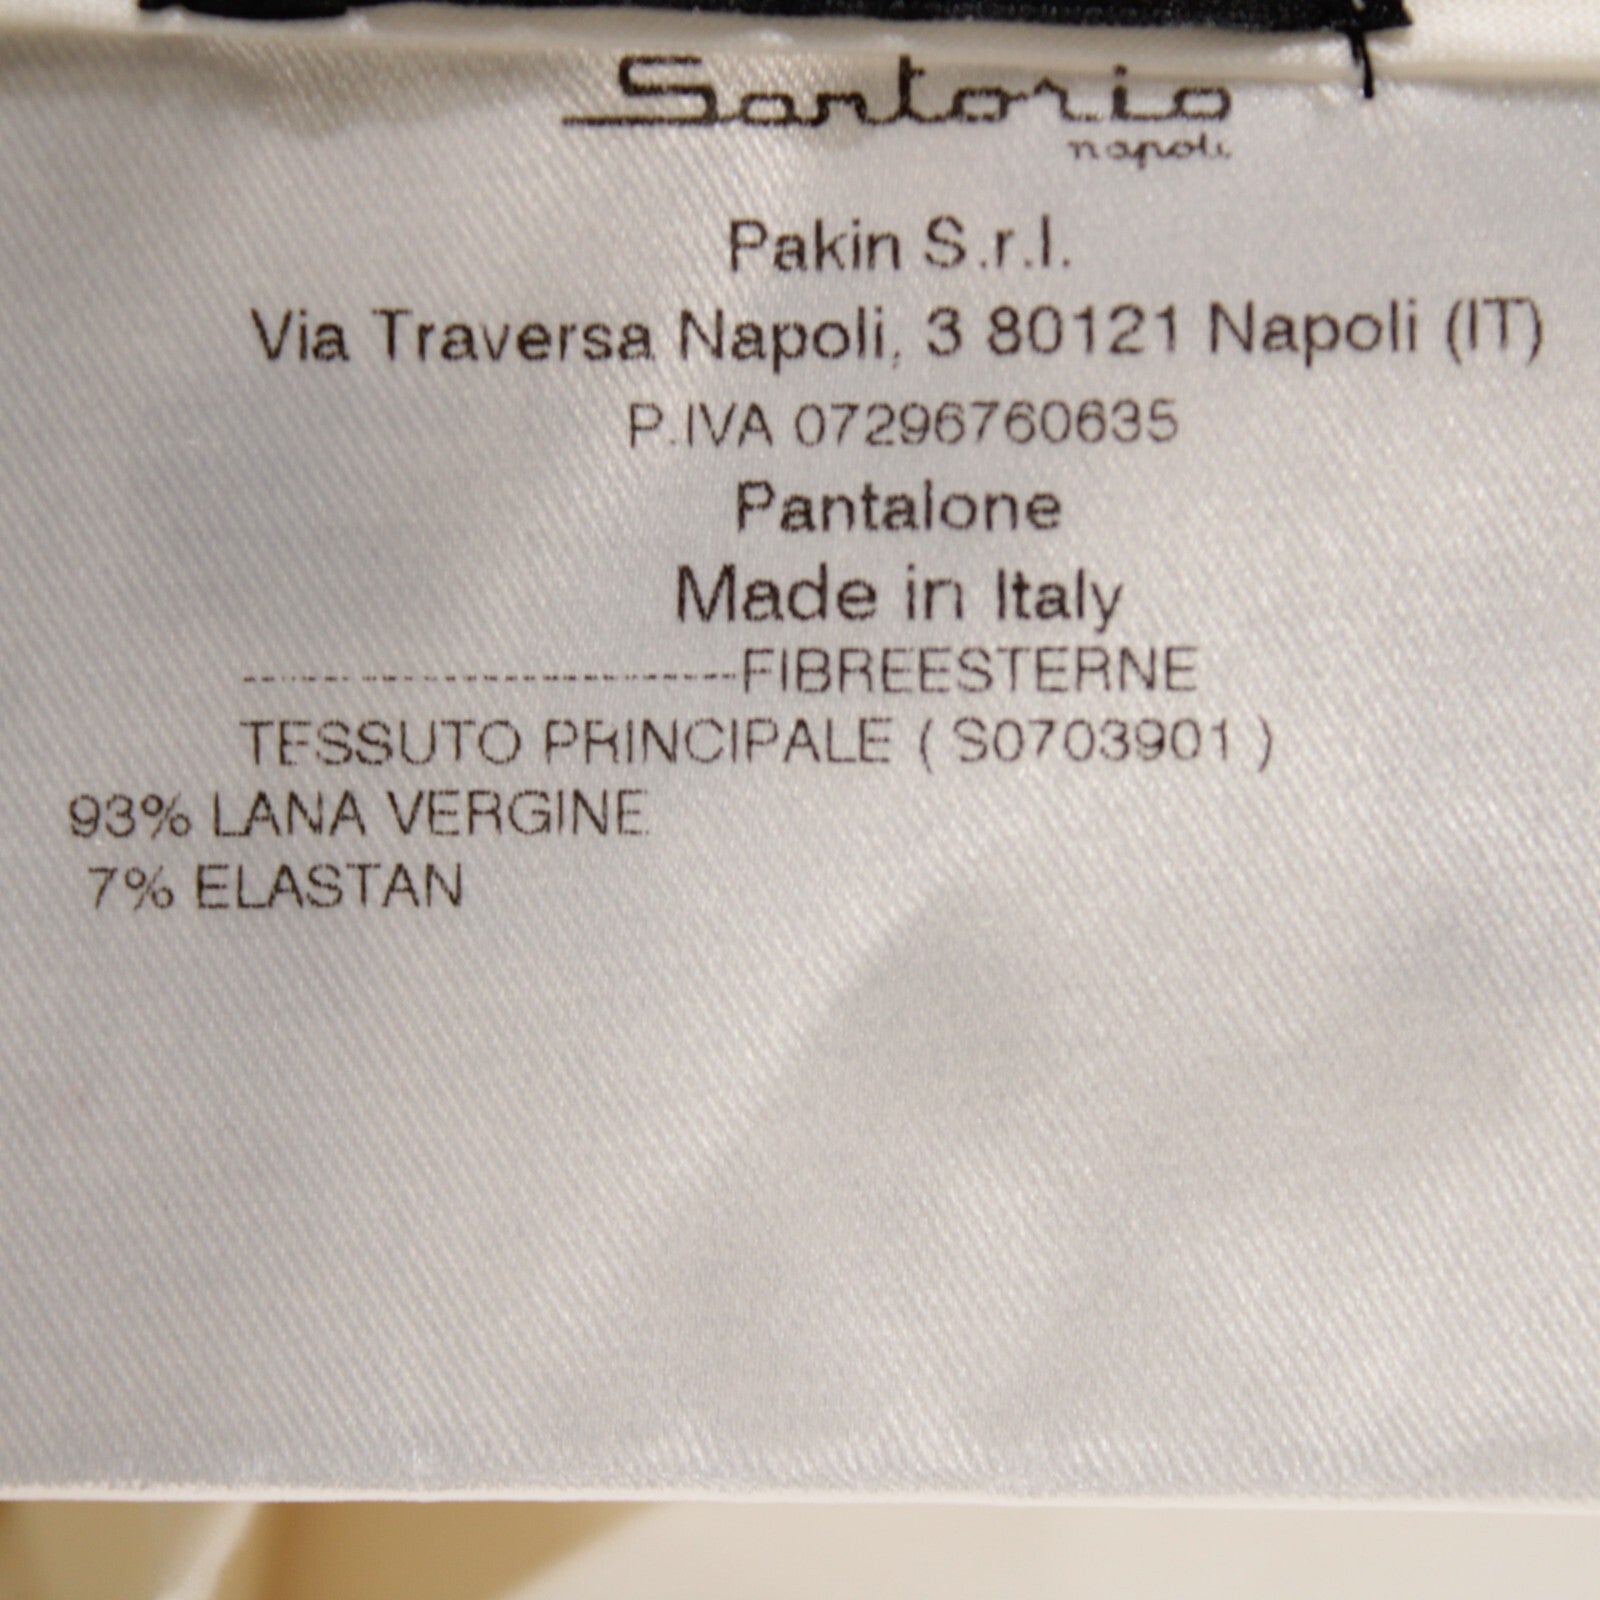 Sartorio
napoli
Pakin S.r.l.
Via Traversa Napoli, 3 80121 Napoli (IT)
P.IVA 07296760635
Pantalone
Made in Italy
--------------------------FIBREESTERNE
TESSUTO PRINCIPALE ( S0703901 )
93% LANA VERGINE
7% ELASTAN